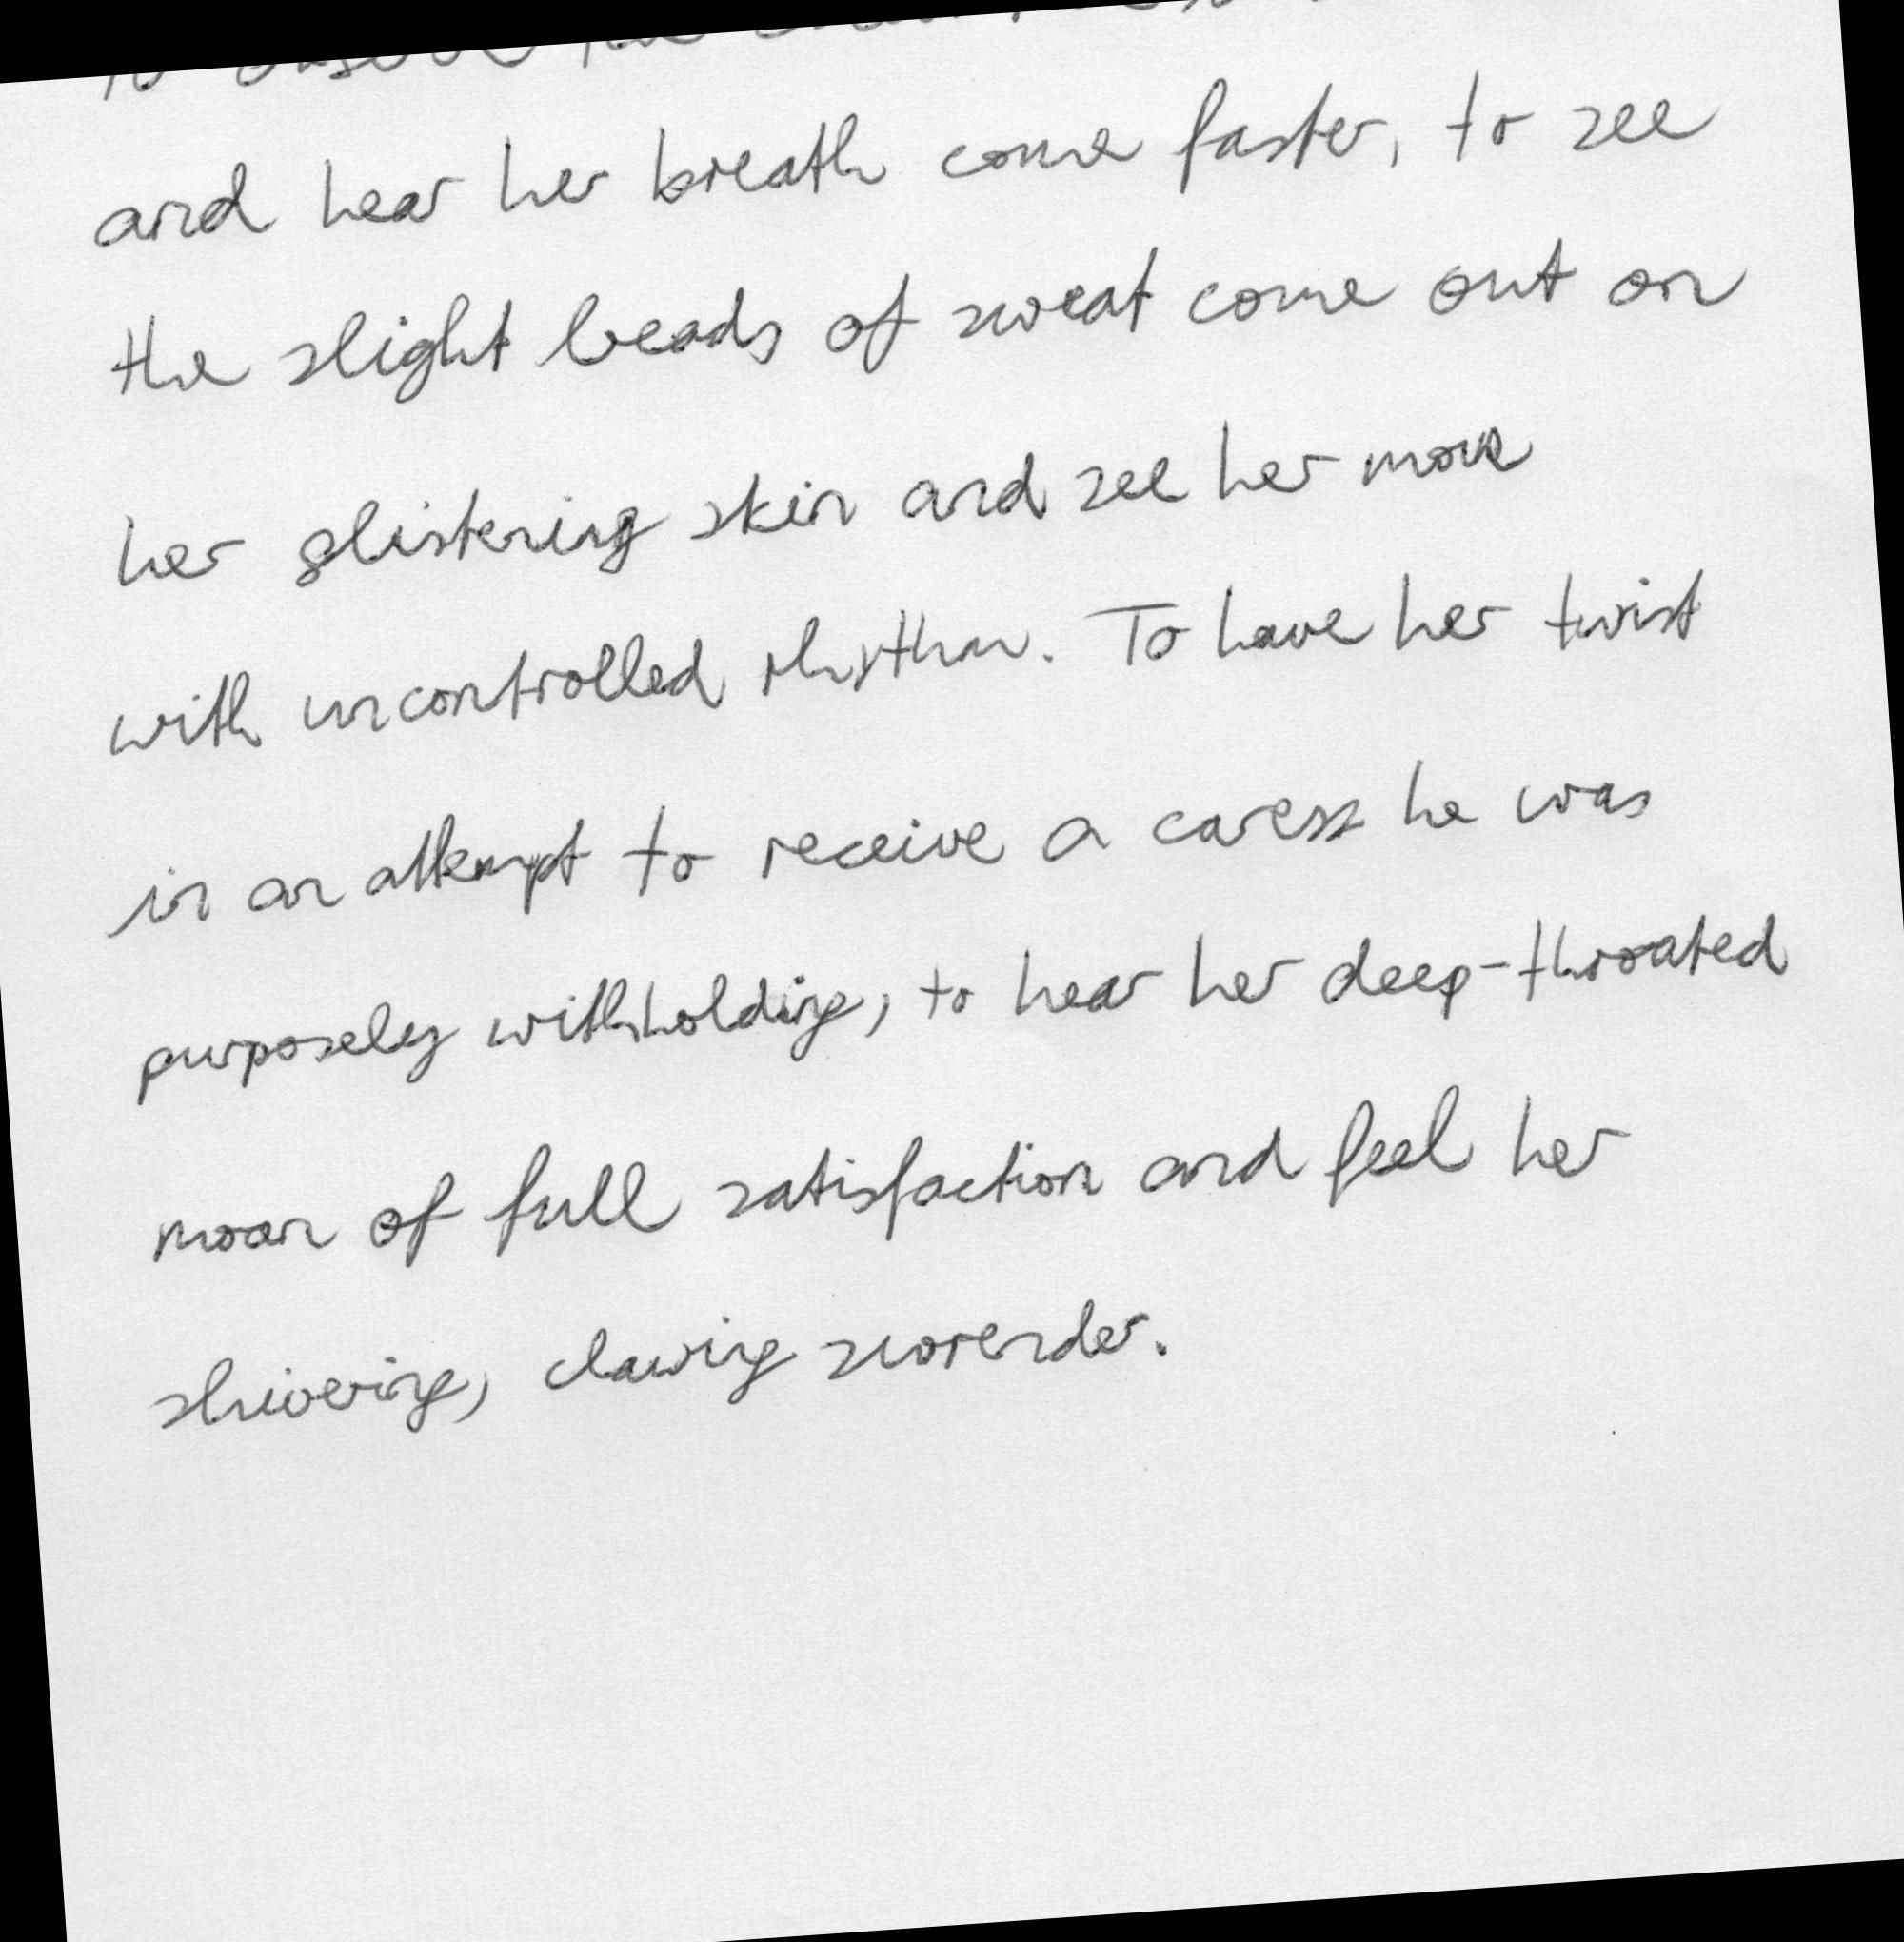 and hear her breath come faster, to see
the slight beads of sweat come out on
her glistening skin and see her move
with uncontrolled rhythm. To have her twist
in an attempt to receive a caress he was
purposely withholding, to hear her deep-throated
moan of full satisfaction and feel her
shivering, clawing surrender.